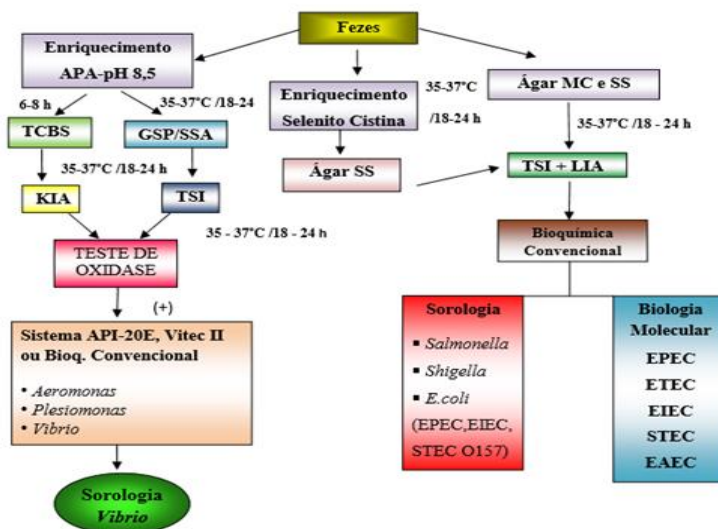 Fezes
Enriquecimento
APA-pH 8,5
6-8 h
35-37°C /18-24
TCBS
GSP/SSA
35-37°C /18-24 h
KIA
TSI
35 - 37°C /18 - 24 h
TESTE DE
OXIDASE
(+)
Sistema API-20E, Vitec II
ou Bioq. Convencional
• Aeromonas
• Plesiomonas
• Vibrio
Sorologia
Vibrio
Enriquecimento
Selenito Cistina
35-37°C
/18-24 h
Ágar SS
Ágar MC e SS
35-37°C /18 - 24 h
TSI + LIA
Bioquímica
Convencional
Sorologia
▪ Salmonella
▪ Shigella
▪ E.coli
(EPEC,EIEC,
STEC O157)
Biologia
Molecular
EPEC
ETEC
EIEC
STEC
EAEC